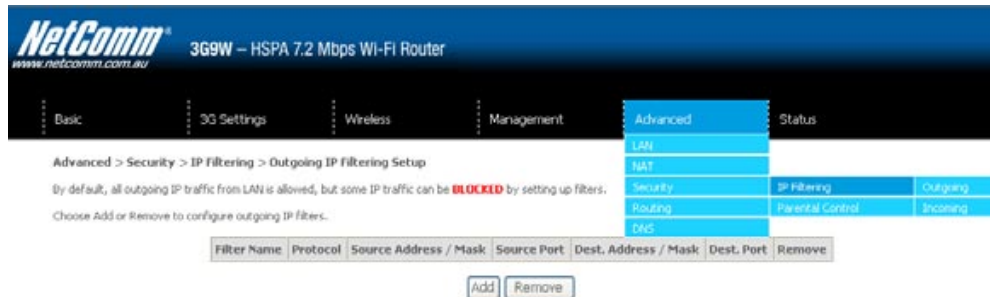 NetComm®
www.netcomm.com.au
3G9W – HSPA 7.2 Mbps Wi-Fi Router
Basic
3G Settings
Wireless
Management
Advanced
Status
LAN
NAT
Security
IP Filtering
Outgoing
Routing
Parental Control
Incoming
DNS
Advanced > Security > IP Filtering > Outgoing IP Filtering Setup
By default, all outgoing IP traffic from LAN is allowed, but some IP traffic can be BLOCKED by setting up filters.
Choose Add or Remove to configure outgoing IP filters.
Filter Name Protocol Source Address / Mask Source Port Dest. Address / Mask Dest. Port Remove
Add Remove